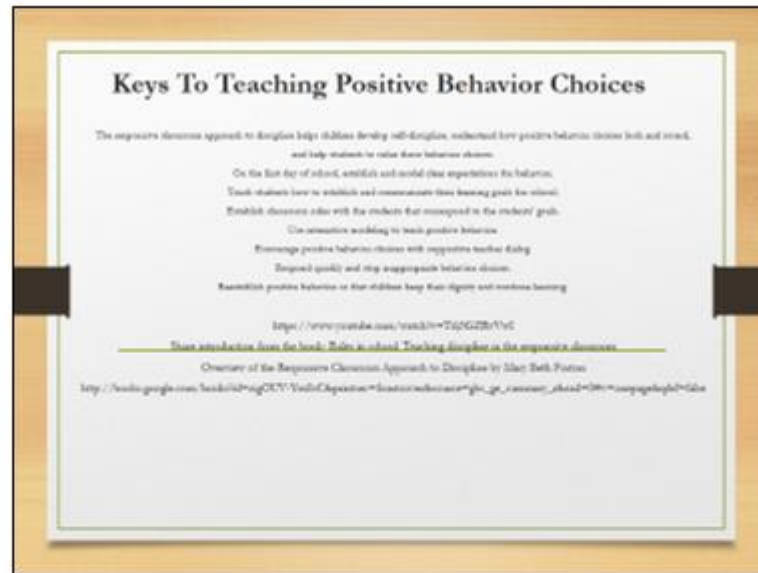 Keys To Teaching Positive Behavior Choices
The responsive classroom approach to discipline helps children develop self-discipline, understand how positive behavior choices look and sound,
and help students to value these behavior choices.
On the first day of school, establish and model clear expectations for behavior.
Teach students how to establish and communicate their learning goals for school.
Establish classroom rules with the students that correspond to the students' goals.
Use interactive modeling to teach positive behavior
Encourage positive behavior choices with supportive teacher dialog
Respond quickly and stop inappropriate behavior choices.
Reestablish positive behavior so that children keep their dignity and continue learning
Share introduction from the book: Rules in school: Teaching discipline in the responsive classroom
Overview of the Responsive Classroom Approach to Discipline by Mary Beth